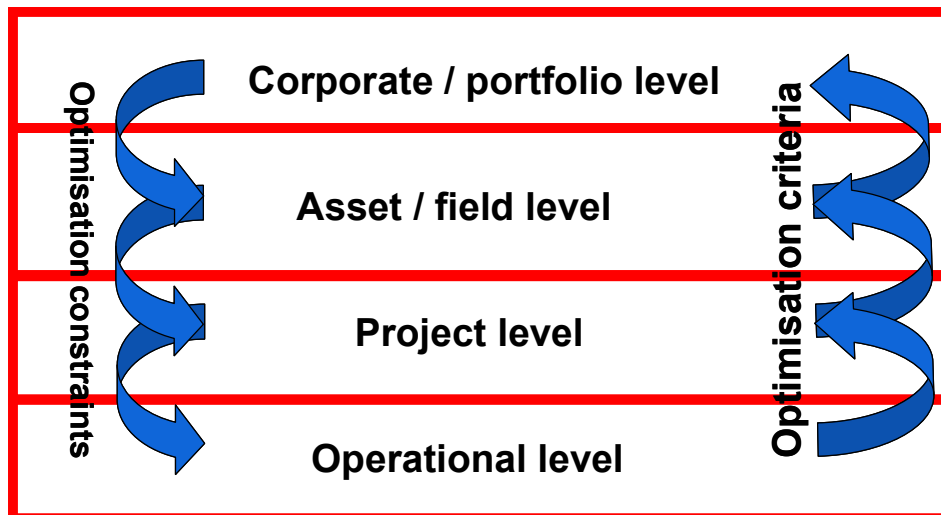 Corporate / portfolio level
Asset / field level
Project level
Operational level
Optimisation constraints
Optimisation criteria